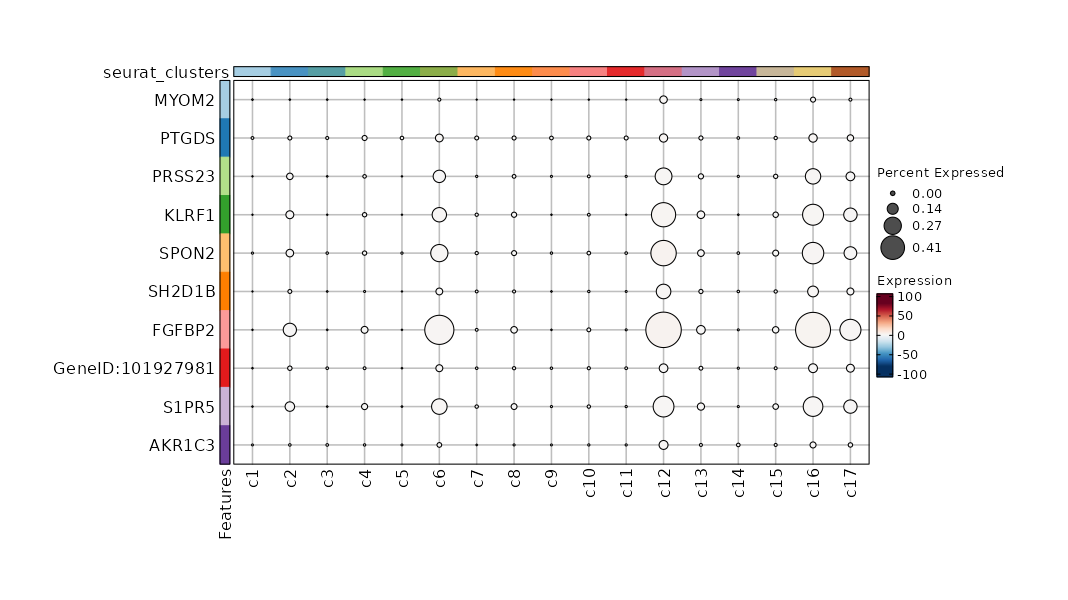 seurat_clusters
MYOM2
PTGDS
PRSS23
KLRF1
SPON2
SH2D1B
FGFBP2
GeneID:101927981
S1PR5
AKR1C3
Features
c1
c2
c3
c4
c5
c6
c7
c8
c9
c10
c11
c12
c13
c14
c15
c16
c17
Percent Expressed
0.00
0.14
0.27
0.41
Expression
100
50
0
-50
-100